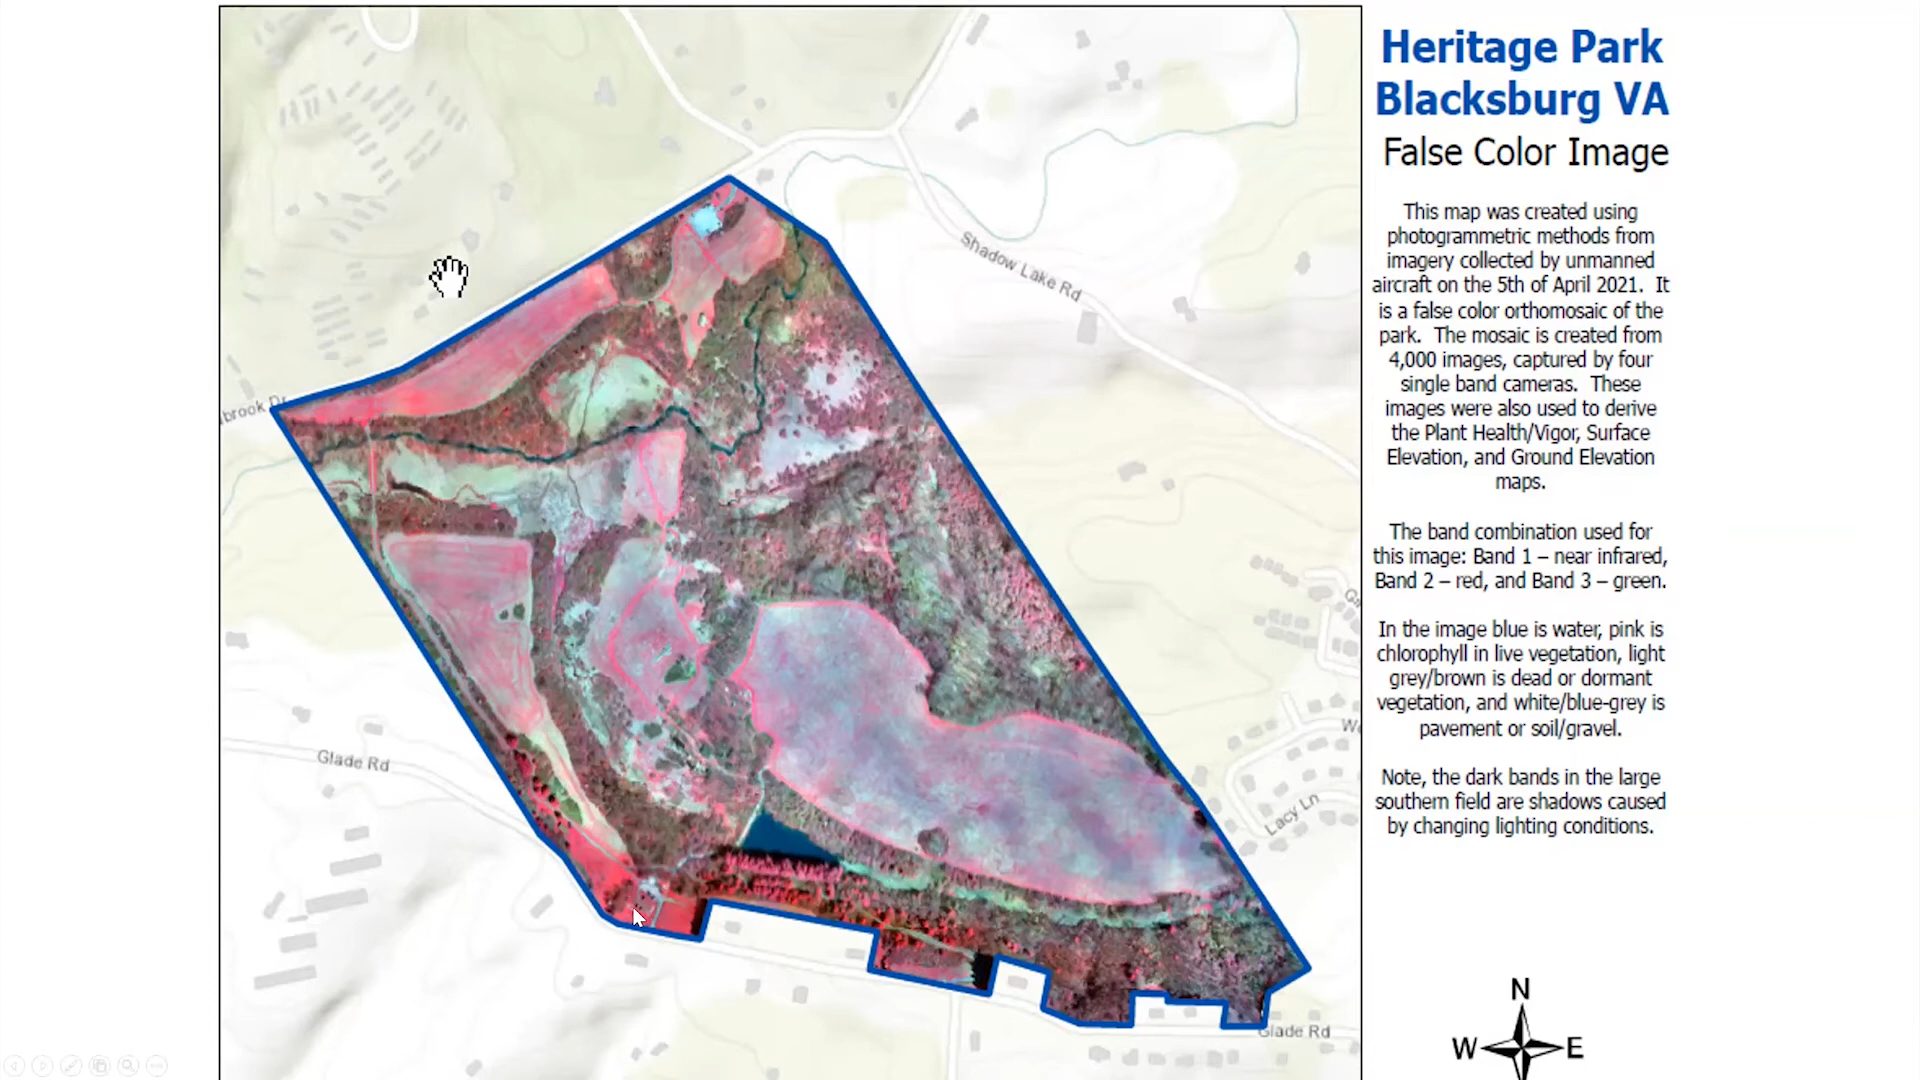 Heritage Park
Blacksburg VA
False Color Image
This map was created using
photogrammetric methods from
imagery collected by unmanned
aircraft on the 5th of April 2021. It
is a false color orthomosaic of the
park. The mosaic is created from
4,000 images, captured by four
single band cameras. These
images were also used to derive
the Plant Health/Vigor, Surface
Elevation, and Ground Elevation
maps.
The band combination used for
this image: Band 1 – near infrared,
Band 2 – red, and Band 3 – green.
In the image blue is water, pink is
chlorophyll in live vegetation, light
grey/brown is dead or dormant
vegetation, and white/blue-grey is
pavement or soil/gravel.
Note, the dark bands in the large
southern field are shadows caused
by changing lighting conditions.
N
W E
Shadow Lake Rd
brook Dr
Glade Rd
Lacy Ln
Glade Rd